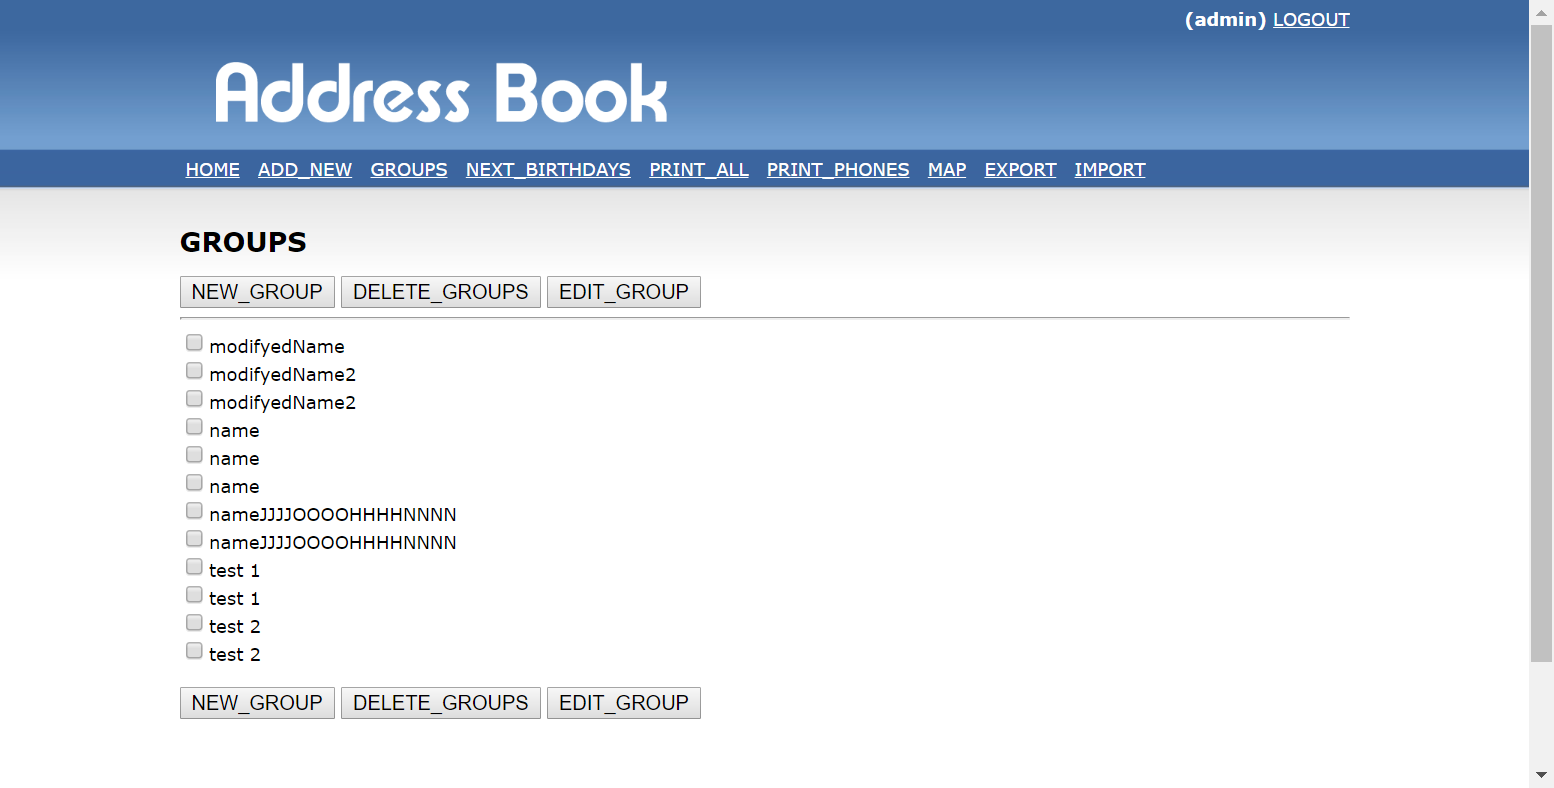 (admin) LOGOUT
Address Book
HOME ADD_NEW GROUPS NEXT_BIRTHDAYS PRINT_ALL PRINT_PHONES MAP EXPORT IMPORT
GROUPS
NEW_GROUP DELETE_GROUPS EDIT_GROUP
modifyedName
modifyedName2
modifyedName2
name
name
name
nameJJJJOOOOHHHHNNNN
nameJJJJOOOOHHHHNNNN
test 1
test 1
test 2
test 2
NEW_GROUP DELETE_GROUPS EDIT_GROUP